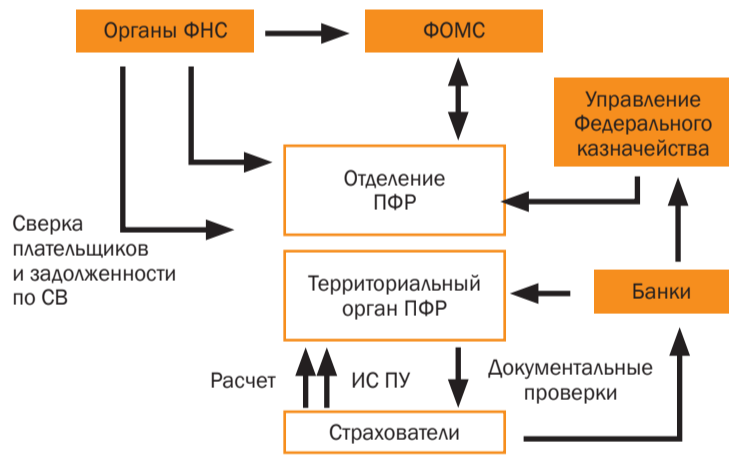 Органы ФНС
ФОМС
Управление
Федерального
казначейства
Отделение
ПФР
Сверка
плательщиков
и задолженности
по СВ
Территориальный
орган ПФР
Банки
Расчет
ИС ПУ
Документальные
проверки
Страхователи